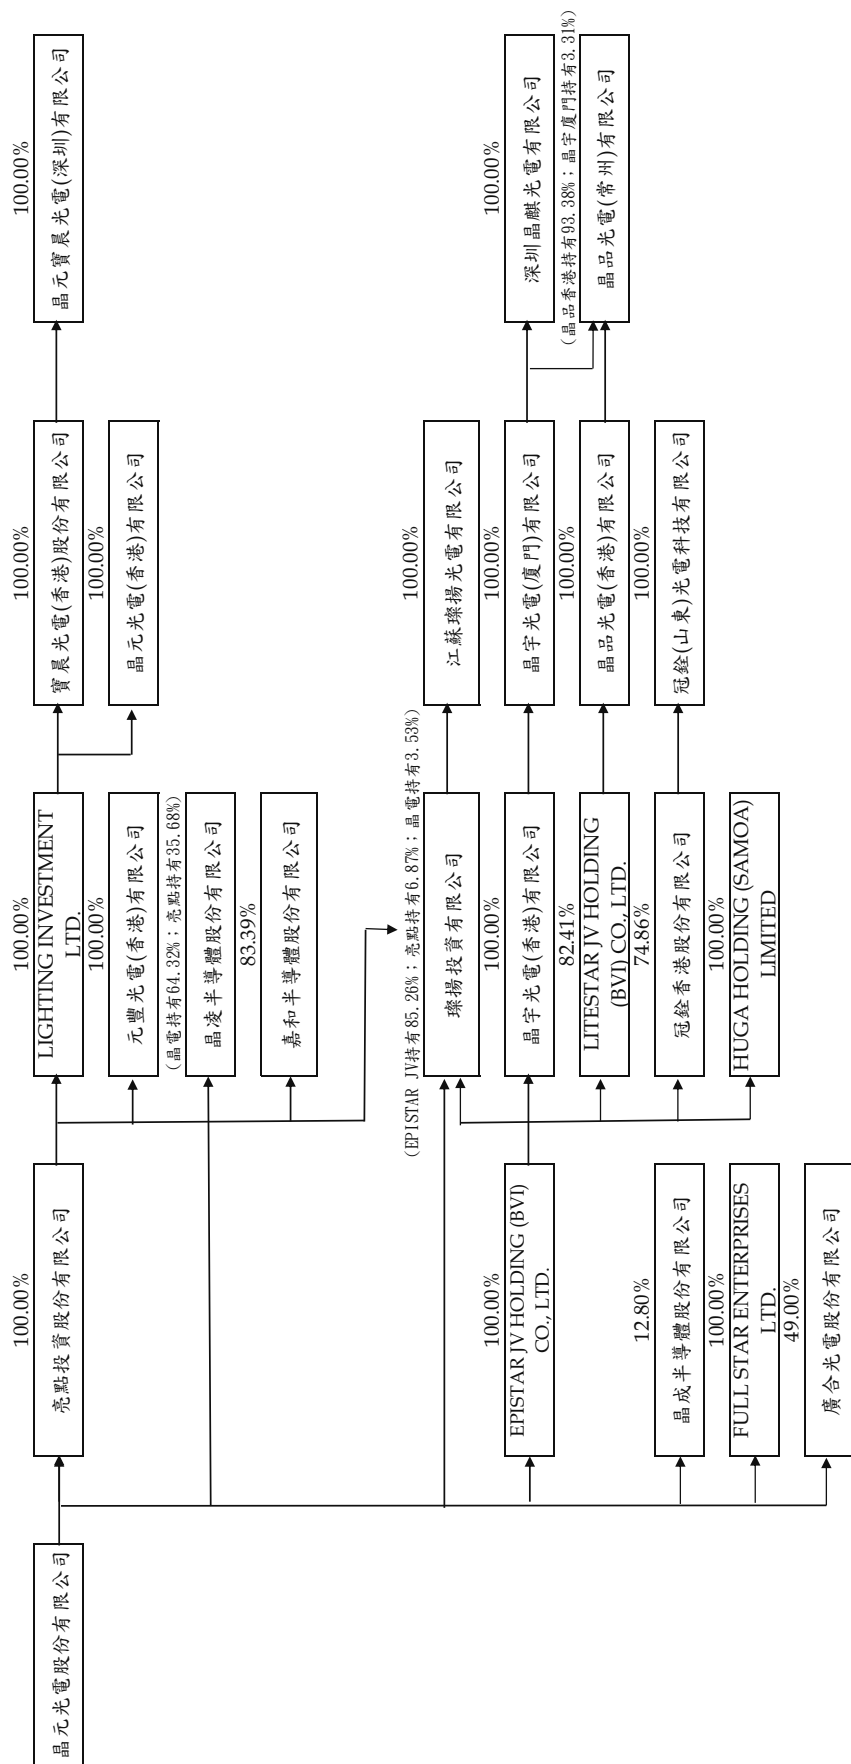 晶元光電股份有限公司
100.00%
亮點投資股份有限公司
100.00%
EPISTAR JV HOLDING (BVI)
CO., LTD.
12.80%
晶成半導體股份有限公司
100.00%
FULL STAR ENTERPRISES
LTD.
49.00%
廣合光電股份有限公司
100.00%
LIGHTING INVESTMENT
LTD.
100.00%
元豐光電(香港)有限公司
(晶電持有64.32%；亮點持有35.68%)
晶凌半導體股份有限公司
83.39%
嘉和半導體股份有限公司
(EPISTAR JV持有85.26%；亮點持有6.87%；晶電持有3.53%)
璨揚投資有限公司
100.00%
晶宇光電(香港)有限公司
82.41%
LITESTAR JV HOLDING
(BVI) CO., LTD.
74.86%
冠銓香港股份有限公司
100.00%
HUGA HOLDING (SAMOA)
LIMITED
100.00%
寶晨光電(香港)股份有限公司
100.00%
晶元光電(香港)有限公司
100.00%
江蘇璨揚光電有限公司
100.00%
晶宇光電(廈門)有限公司
100.00%
晶品光電(香港)有限公司
100.00%
冠銓(山東)光電科技有限公司
100.00%
晶元寶晨光電(深圳)有限公司
100.00%
深圳晶麒光電有限公司
(晶品香港持有93.38%；晶宇廈門持有3.31%)
晶品光電(常州)有限公司